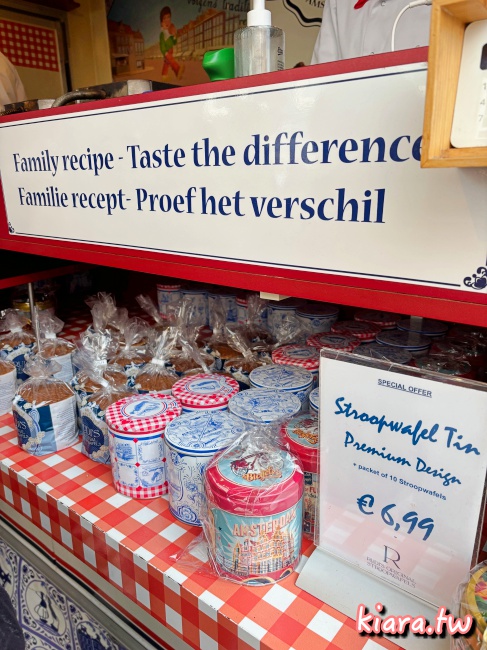 Family recipe - Taste the difference
Familie recept - Proef het verschil
SPECIAL OFFER
Stroopwafel Tin
Premium Design
+ packet of 10 Stroopwafels
€ 6,99
R
AMSTERDAM
kiara.tw